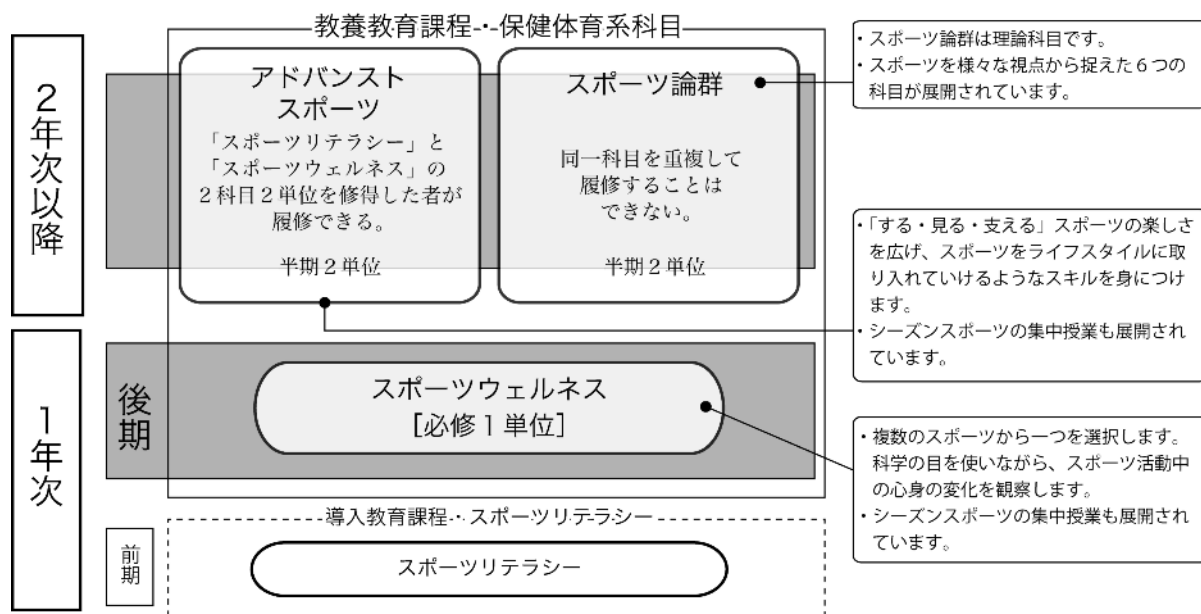 教養教育課程‥保健体育系科目
2年次以降
アドバンスト
スポーツ
「スポーツリテラシー」と
「スポーツウェルネス」の
２科目２単位を修得した者が
履修できる。
半期２単位
スポーツ論群
同一科目を重複して
履修することは
できない。
半期２単位
・スポーツ論群は理論科目です。
・スポーツを様々な視点から捉えた６つの
科目が展開されています。
・「する・見る・支える」スポーツの楽しさ
を広げ、スポーツをライフスタイルに取
り入れていけるようなスキルを身につけ
ます。
・シーズンスポーツの集中授業も展開され
ています。
1年次
後期
スポーツウェルネス
［必修１単位］
・複数のスポーツから一つを選択します。
科学の目を使いながら、スポーツ活動中
の心身の変化を観察します。
・シーズンスポーツの集中授業も展開され
ています。
導入教育課程‥スポーツリテラシー
前期
スポーツリテラシー